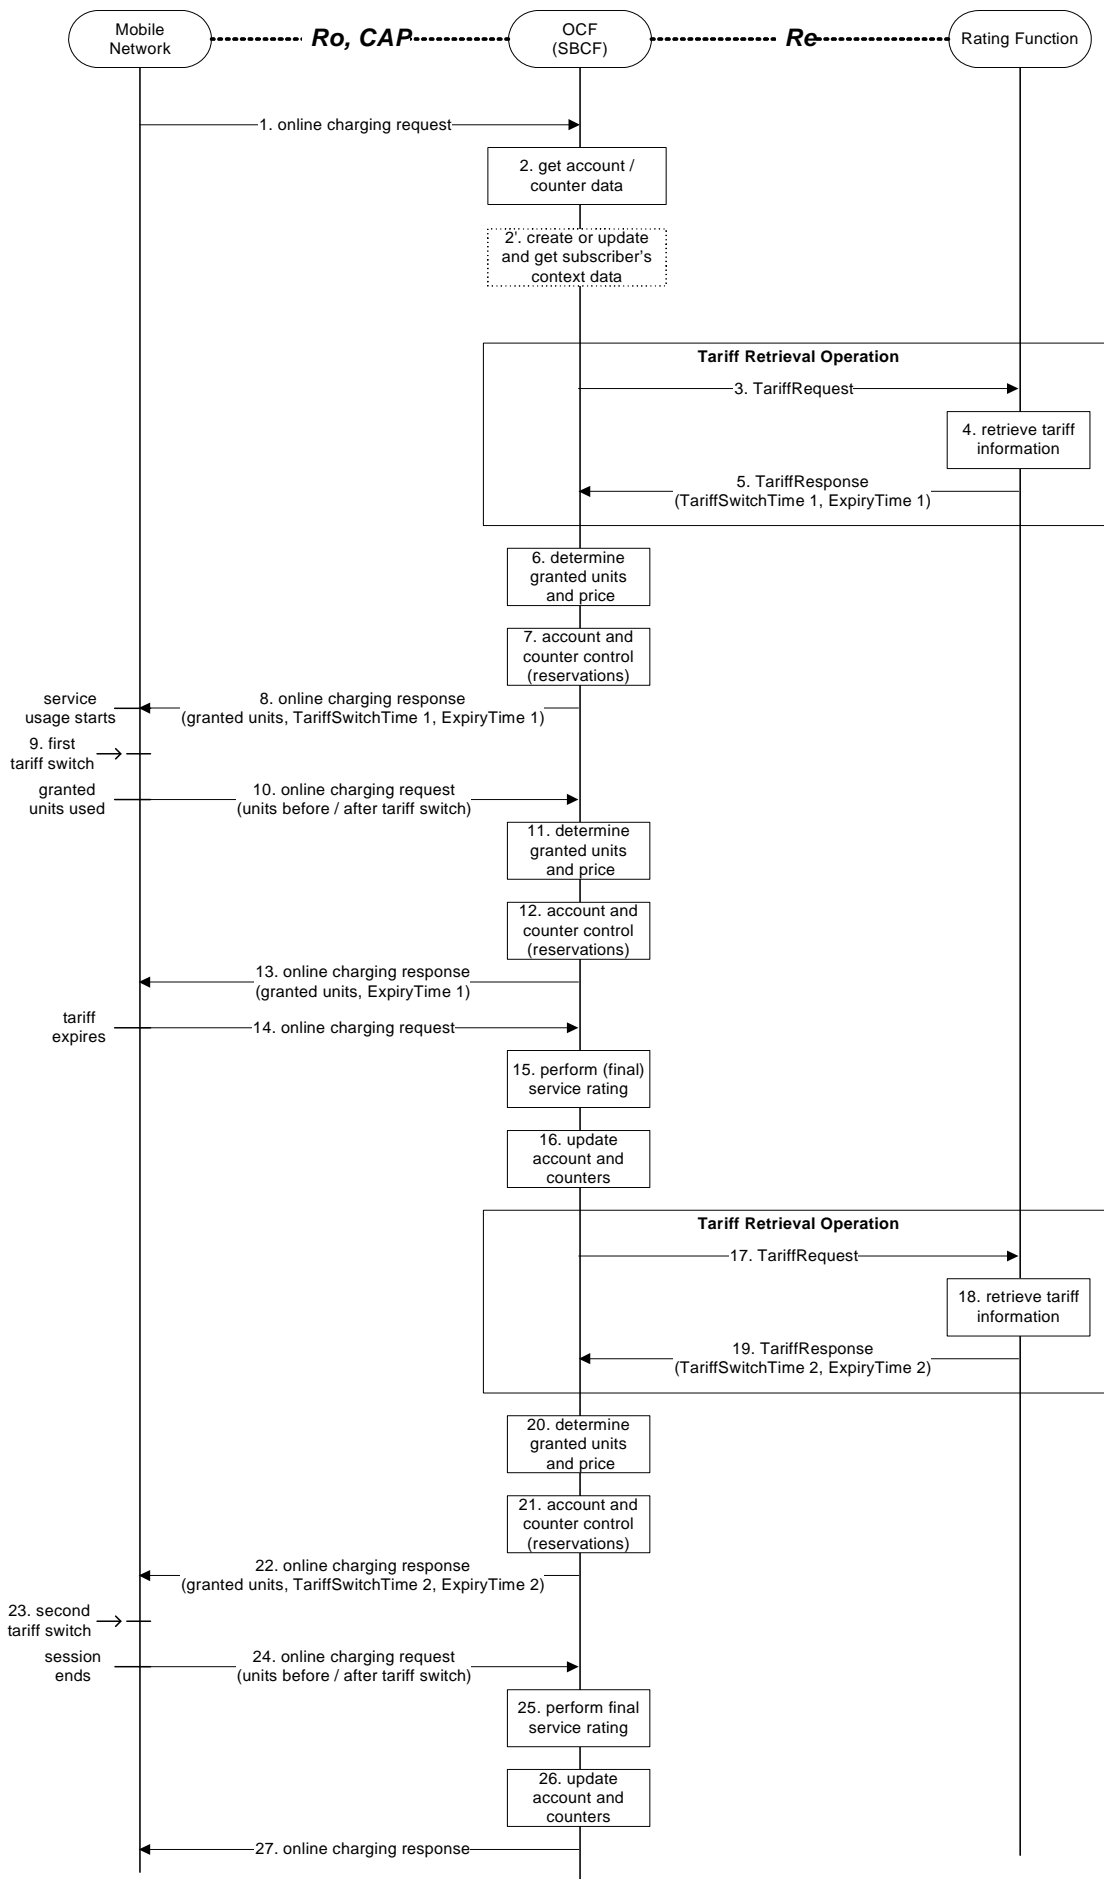 Mobile
Network
Ro, CAP
OCF
(SBCF)
Re
Rating Function
1. online charging request
2. get account /
counter data
2'. create or update
and get subscriber's
context data
Tariff Retrieval Operation
3. TariffRequest
4. retrieve tariff
information
5. TariffResponse
(TariffSwitchTime 1, ExpiryTime 1)
6. determine
granted units
and price
7. account and
counter control
(reservations)
service
usage starts
8. online charging response
(granted units, TariffSwitchTime 1, ExpiryTime 1)
9. first
tariff switch
granted
units used
10. online charging request
(units before / after tariff switch)
11. determine
granted units
and price
12. account and
counter control
(reservations)
13. online charging response
(granted units, ExpiryTime 1)
tariff
expires
14. online charging request
15. perform (final)
service rating
16. update
account and
counters
Tariff Retrieval Operation
17. TariffRequest
18. retrieve tariff
information
19. TariffResponse
(TariffSwitchTime 2, ExpiryTime 2)
20. determine
granted units
and price
21. account and
counter control
(reservations)
22. online charging response
(granted units, TariffSwitchTime 2, ExpiryTime 2)
23. second
tariff switch
session
ends
24. online charging request
(units before / after tariff switch)
25. perform final
service rating
26. update
account and
counters
27. online charging response